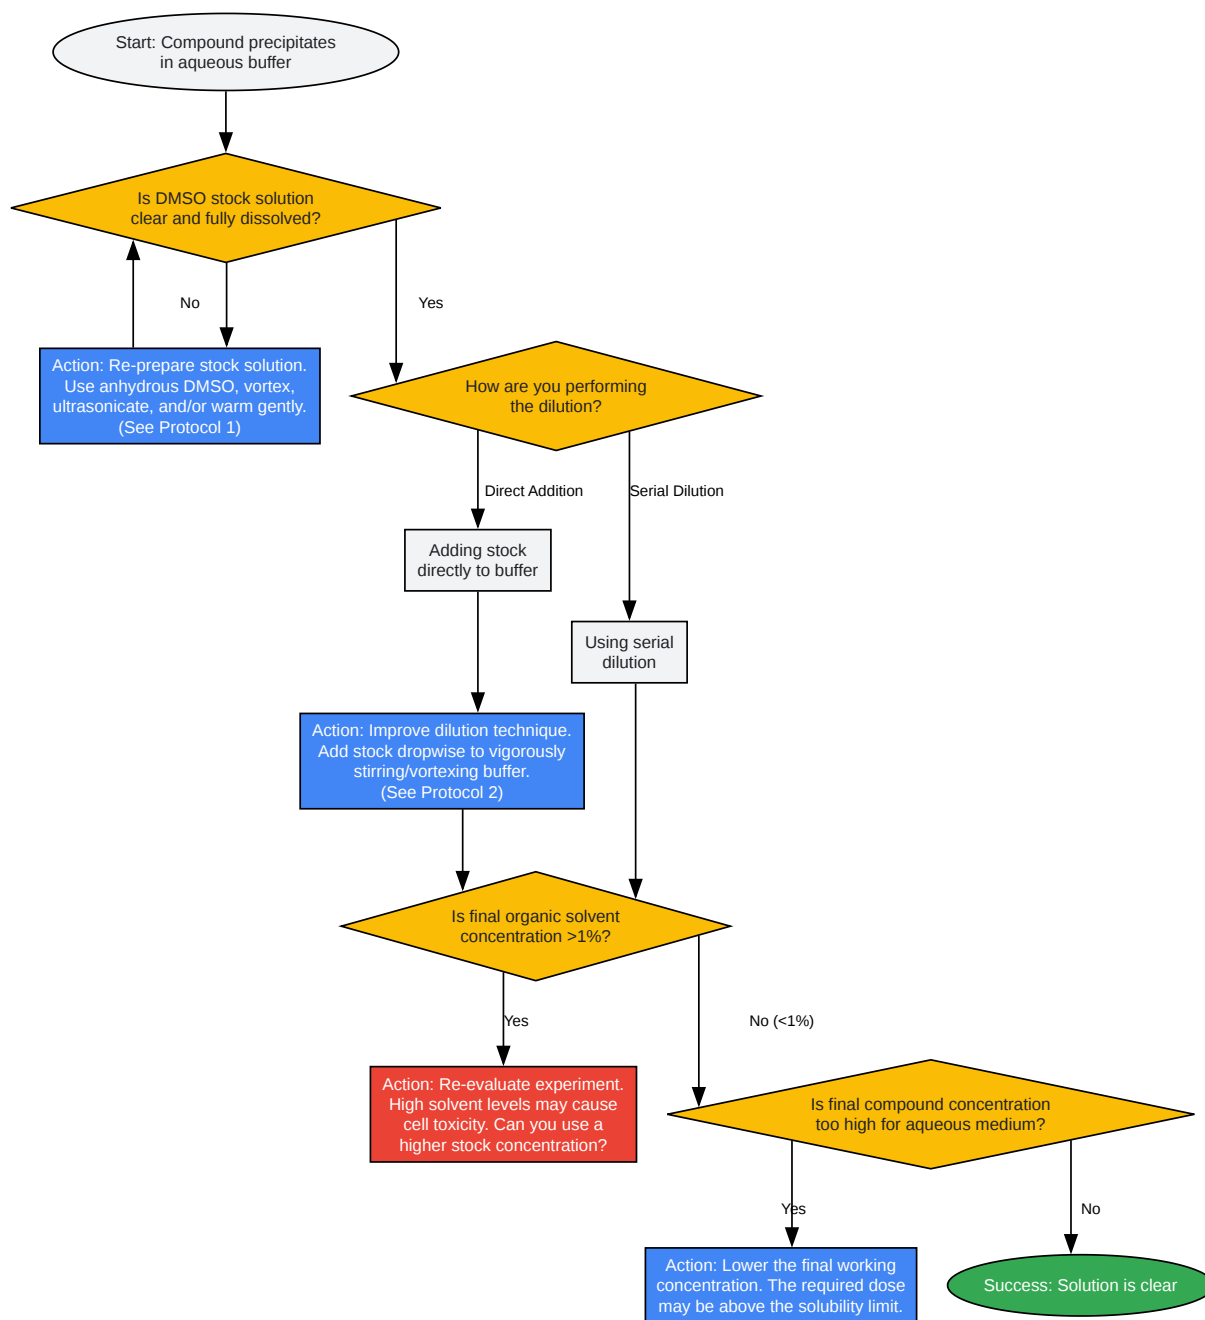 Start: Compound precipitates
in aqueous buffer
Is DMSO stock solution
clear and fully dissolved?
No
Yes
Action: Re-prepare stock solution.
Use anhydrous DMSO, vortex,
ultrasonicate, and/or warm gently.
(See Protocol 1)
How are you performing
the dilution?
Direct Addition
Serial Dilution
Adding stock
directly to buffer
Using serial
dilution
Action: Improve dilution technique.
Add stock dropwise to vigorously
stirring/vortexing buffer.
(See Protocol 2)
Is final organic solvent
concentration >1%?
Yes
No (<1%)
Action: Re-evaluate experiment.
High solvent levels may cause
cell toxicity. Can you use a
higher stock concentration?
Is final compound concentration
too high for aqueous medium?
Yes
No
Action: Lower the final working
concentration. The required dose
may be above the solubility limit.
Success: Solution is clear